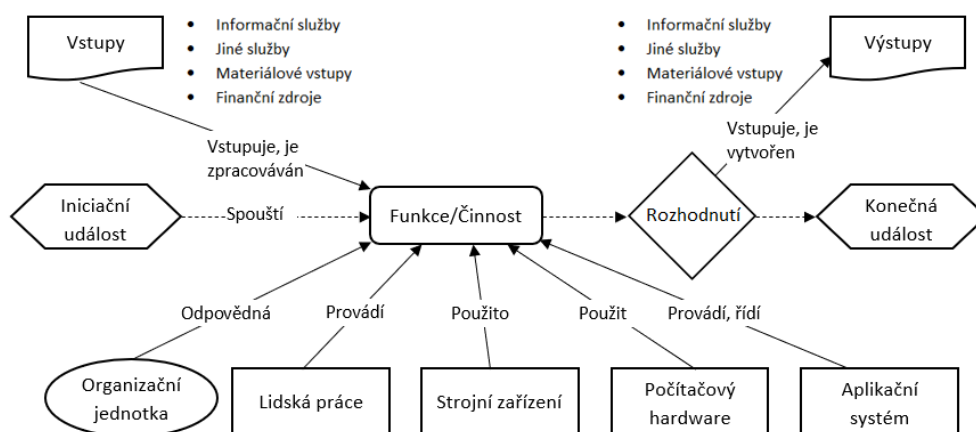 Vstupy
• Informační služby
• Jiné služby
• Materiálové vstupy
• Finanční zdroje
• Informační služby
• Jiné služby
• Materiálové vstupy
• Finanční zdroje
Výstupy
Vstupuje, je
zpracováván
Vstupuje, je
vytvořen
Iniciační
událost
Spouští
Funkce/Činnost
Rozhodnutí
Konečná
událost
Odpovědná
Provádí
Použito
Použit
Provádí, řídí
Organizační
jednotka
Lidská práce
Strojní zařízení
Počítačový
hardware
Aplikační
systém